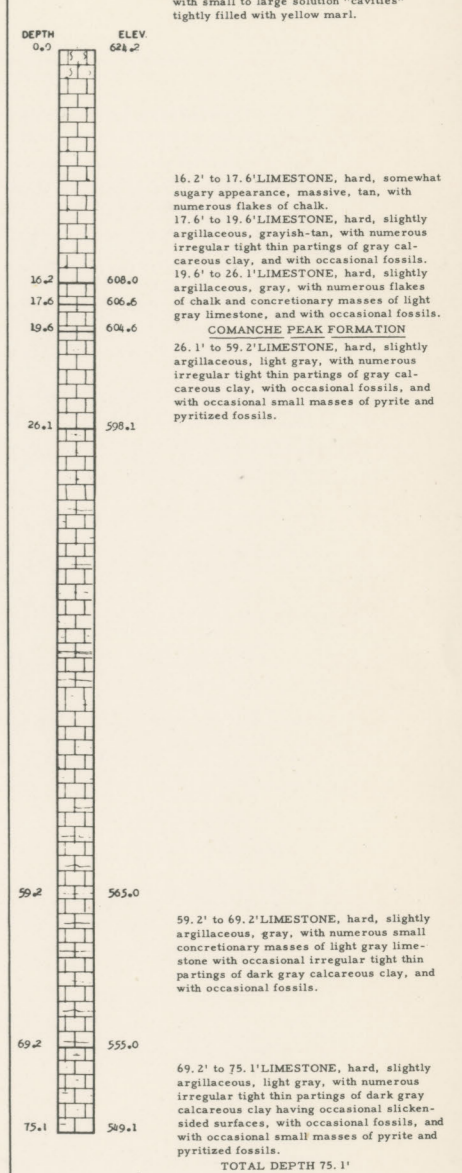 with small to large solution "cavities"
tightly filled with yellow marl.
DEPTH ELEV.
0.0 624.2
16.2' to 17.6'LIMESTONE, hard, somewhat
sugary appearance, massive, tan, with
numerous flakes of chalk.
17.6' to 19.6'LIMESTONE, hard, slightly
argillaceous, grayish-tan, with numerous
irregular tight thin partings of gray cal-
careous clay, and with occasional fossils.
19.6' to 26.1'LIMESTONE, hard, slightly
argillaceous, gray, with numerous flakes
of chalk and concretionary masses of light
gray limestone, and with occasional fossils.
16.2 608.0
17.6 606.6
19.6 604.6
COMANCHE PEAK FORMATION
26.1' to 59.2'LIMESTONE, hard, slightly
argillaceous, light gray, with numerous
irregular tight thin partings of gray cal-
careous clay, with occasional fossils, and
with occasional small masses of pyrite and
pyritized fossils.
26.1 598.1
59.2 565.0
59.2' to 69.2'LIMESTONE, hard, slightly
argillaceous, gray, with numerous small
concretionary masses of light gray lime-
stone with occasional irregular tight thin
partings of dark gray calcareous clay, and
with occasional fossils.
69.2 555.0
69.2' to 75.1'LIMESTONE, hard, slightly
argillaceous, light gray, with numerous
irregular tight thin partings of dark gray
calcareous clay having occasional slicken-
sided surfaces, with occasional fossils, and
with occasional small masses of pyrite and
pyritized fossils.
75.1 549.1
TOTAL DEPTH 75.1'